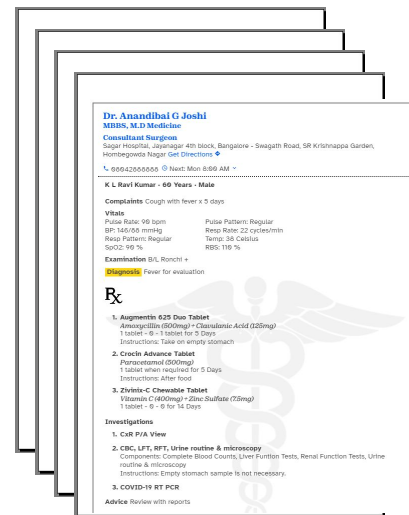 Dr. Anandibai G Joshi
MBBS, M.D Medicine
Consultant Surgeon
Sagar Hospital, Jayanagar 4th block, Bangalore - Swagath Road, SR Krishnappa Garden,
Hombegowda Nagar Get Directions
08042888888 Next: Mon 8:00 AM
K L Ravi Kumar - 60 Years - Male
Complaints Cough with fever x 5 days
Vitals
Pulse Rate: 90 bpm Pulse Pattern: Regular
BP: 146/88 mmHg Resp Rate: 22 cycles/min
Resp Pattern: Regular Temp: 38 Celsius
SpO2: 90 % RBS: 110 %
Examination B/L Ronchi +
Diagnosis Fever for evaluation
Rx
1. Augmentin 625 Duo Tablet
Amoxycillin (500mg) + Clavulanic Acid (125mg)
1 tablet - 0 - 1 tablet for 5 Days
Instructions: Take on empty stomach
2. Crocin Advance Tablet
Paracetamol (500mg)
1 tablet when required for 5 Days
Instructions: After food
3. Zivinix-C Chewable Tablet
Vitamin C (400mg) + Zinc Sulfate (7.5mg)
1 tablet - 0 - 0 for 14 Days
Investigations
1. CxR P/A View
2. CBC, LFT, RFT, Urine routine & microscopy
Components: Complete Blood Counts, Liver Funtion Tests, Renal Function Tests, Urine
routine & microscopy
Instructions: Empty stomach sample is not necessary.
3. COVID-19 RT PCR
Advice Review with reports